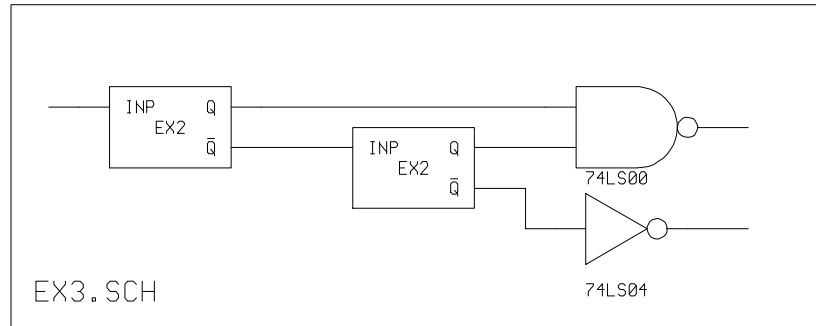 INP Q
EX2
Q̅
INP Q
EX2
Q̅
74LS00
74LS04
EX3.SCH